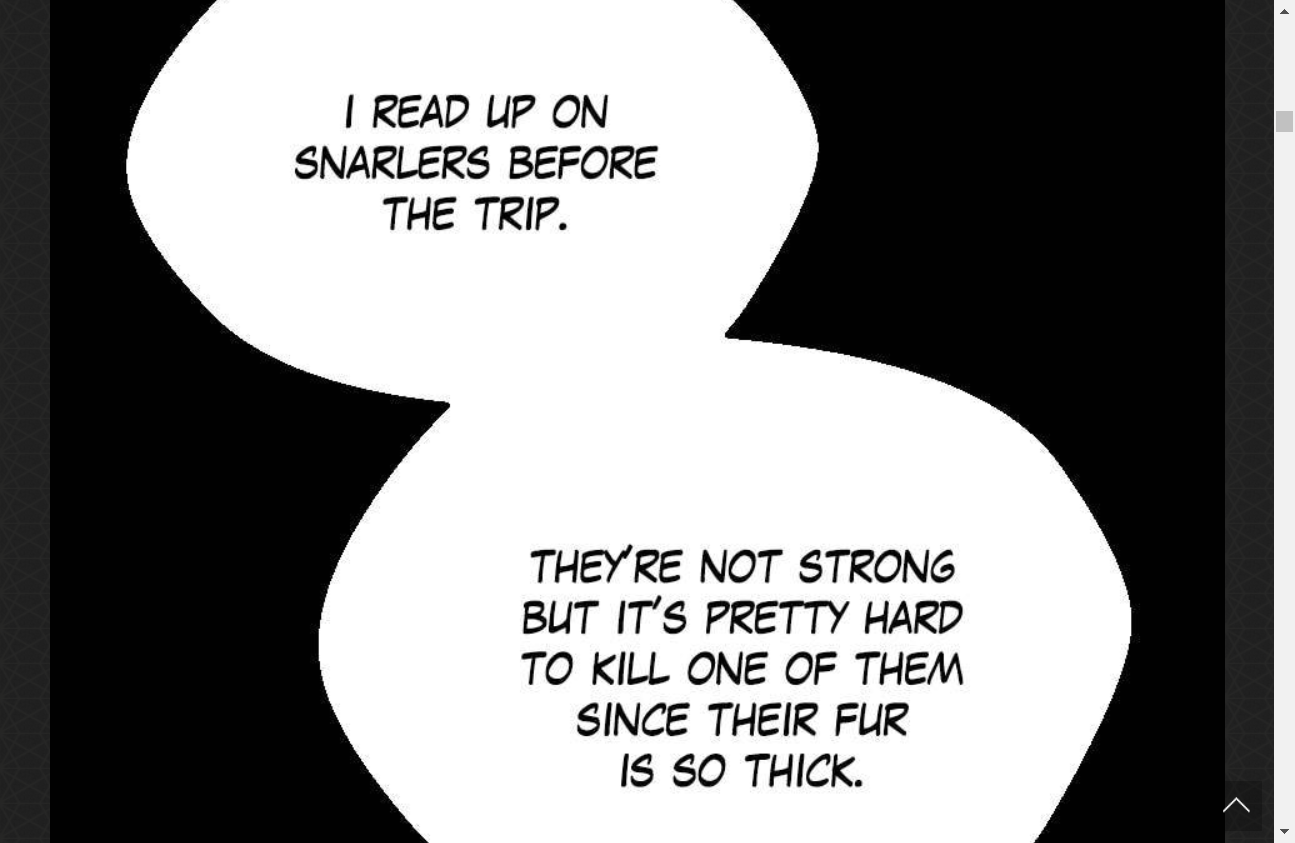 I READ UP ON
SNARLERS BEFORE
THE TRIP.
THEY'RE NOT STRONG
BUT IT'S PRETTY HARD
TO KILL ONE OF THEM
SINCE THEIR FUR
IS SO THICK.